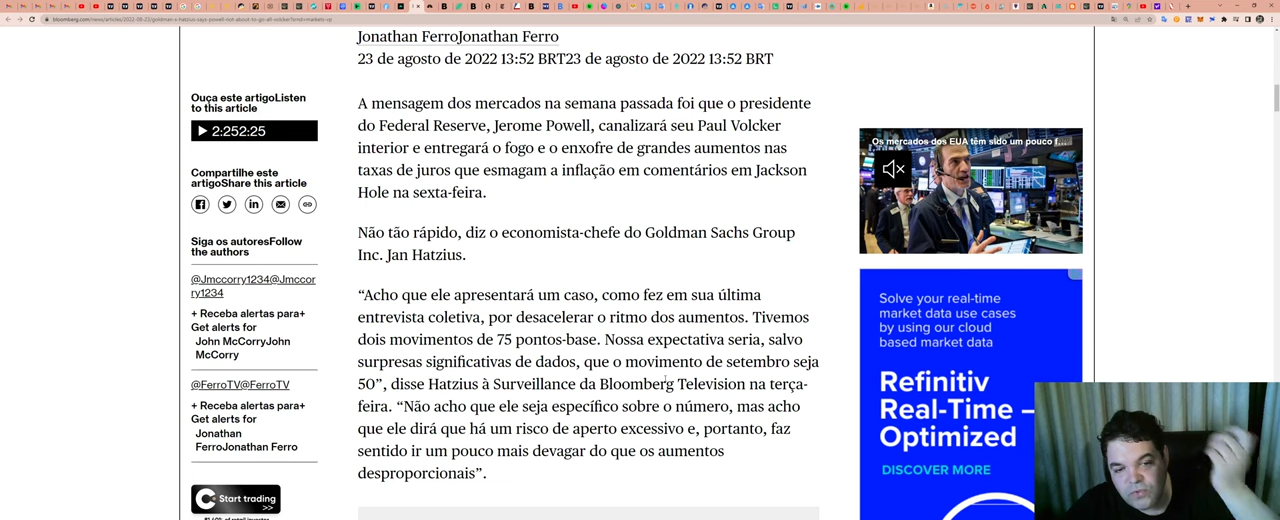 bloomberg.com/news/articles/2022-08-23/goldman-s-hatzius-says-powell-not-about-to-go-all-volcker?cmd=markets-vp
Jonathan FerroJonathan Ferro
23 de agosto de 2022 13:52 BRT23 de agosto de 2022 13:52 BRT
Ouça este artigoListen
to this article
2:252:25
Compartilhe este
artigoShare this article
Siga os autoresFollow
the authors
@Jmccorry1234@Jmccor
ry1234
+ Receba alertas para+
Get alerts for
John McCorryJohn
McCorry
@FerroTV@FerroTV
+ Receba alertas para+
Get alerts for
Jonathan
FerroJonathan Ferro
Start trading
>>
A mensagem dos mercados na semana passada foi que o presidente
do Federal Reserve, Jerome Powell, canalizará seu Paul Volcker
interior e entregará o fogo e o enxofre de grandes aumentos nas
taxas de juros que esmagam a inflação em comentários em Jackson
Hole na sexta-feira.
Não tão rápido, diz o economista-chefe do Goldman Sachs Group
Inc. Jan Hatzius.
“Acho que ele apresentará um caso, como fez em sua última
entrevista coletiva, por desacelerar o ritmo dos aumentos. Tivemos
dois movimentos de 75 pontos-base. Nossa expectativa seria, salvo
surpresas significativas de dados, que o movimento de setembro seja
50”, disse Hatzius à Surveillance da Bloomberg Television na terça-
feira. “Não acho que ele seja específico sobre o número, mas acho
que ele dirá que há um risco de aperto excessivo e, portanto, faz
sentido ir um pouco mais devagar do que os aumentos
desproporcionais”.
Os mercados dos EUA têm sido um pouco f...
Solve your real-time
market data use cases
by using our cloud
based market data
Refinitiv
Real-Time –
Optimized
DISCOVER MORE